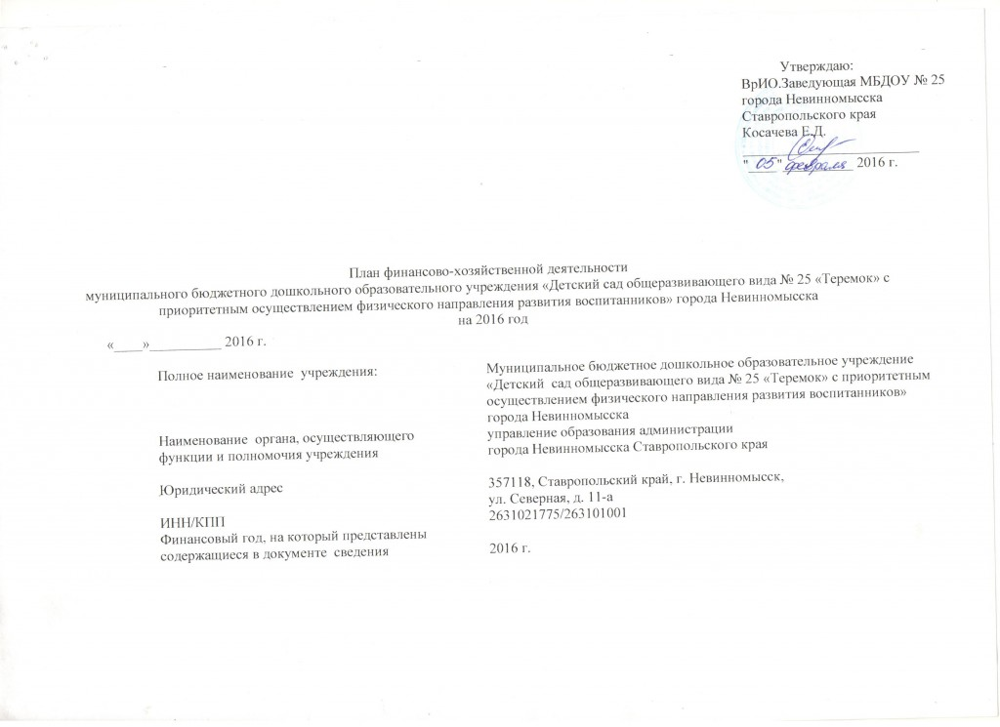 Утверждаю:
ВрИО.Заведующая МБДОУ № 25
города Невинномысска
Ставропольского края
Косачева Е.Д.
"05" февраля 2016 г.
План финансово-хозяйственной деятельности
муниципального бюджетного дошкольного образовательного учреждения «Детский сад общеразвивающего вида № 25 «Теремок» с
приоритетным осуществлением физического направления развития воспитанников» города Невинномысска
на 2016 год
«____»__________ 2016 г.
Полное наименование учреждения:
Муниципальное бюджетное дошкольное образовательное учреждение
«Детский сад общеразвивающего вида № 25 «Теремок» с приоритетным
осуществлением физического направления развития воспитанников»
города Невинномысска
Наименование органа, осуществляющего
функции и полномочия учреждения
управление образования администрации
города Невинномысска Ставропольского края
Юридический адрес
357118, Ставропольский край, г. Невинномысск,
ул. Северная, д. 11-а
ИНН/КПП
2631021775/263101001
Финансовый год, на который представлены
содержащиеся в документе сведения
2016 г.